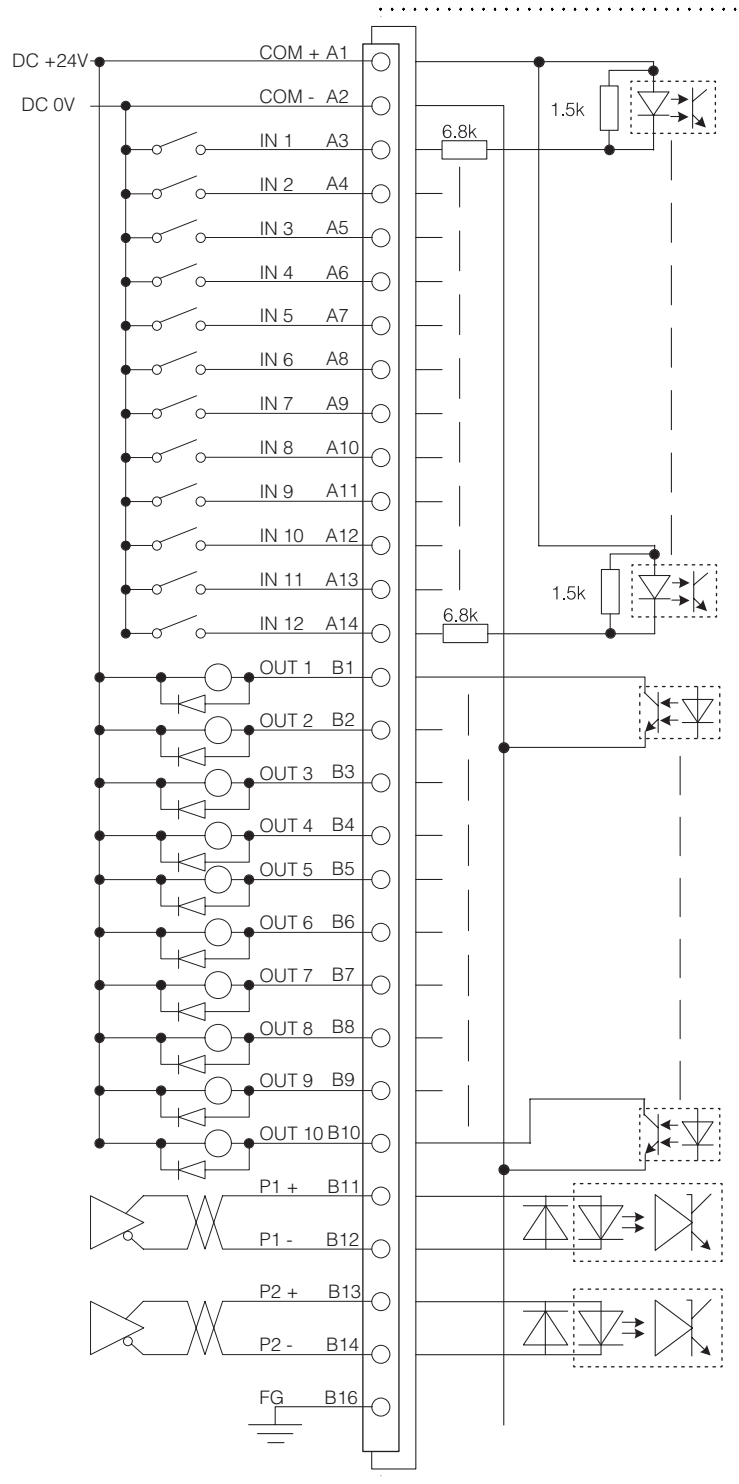 DC +24V COM + A1
DC 0V COM - A2
1.5k
6.8k
IN 1 A3
IN 2 A4
IN 3 A5
IN 4 A6
IN 5 A7
IN 6 A8
IN 7 A9
IN 8 A10
IN 9 A11
IN 10 A12
IN 11 A13
1.5k
6.8k
IN 12 A14
OUT 1 B1
OUT 2 B2
OUT 3 B3
OUT 4 B4
OUT 5 B5
OUT 6 B6
OUT 7 B7
OUT 8 B8
OUT 9 B9
OUT 10 B10
P1 + B11
P1 - B12
P2 + B13
P2 - B14
FG B16